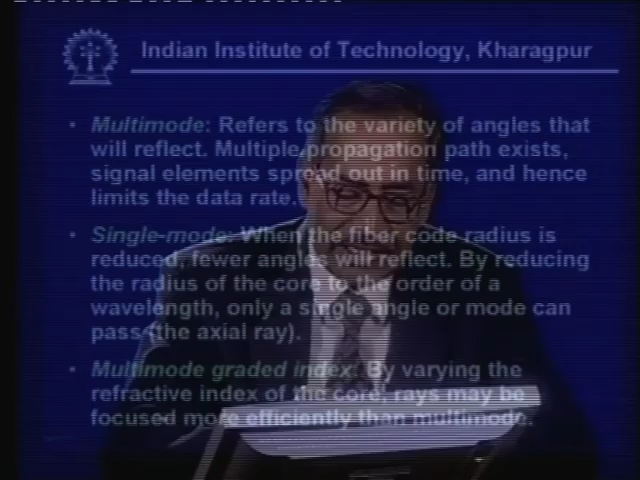 Indian Institute of Technology, Kharagpur
• Multimode: Refers to the variety of angles that
will reflect. Multiple propagation path exists,
signal elements spread out in time, and hence
limits the data rate.
• Single-mode: When the fiber code radius is
reduced, fewer angles will reflect. By reducing
the radius of the core to the order of a
wavelength, only a single angle or mode can
pass (the axial ray).
• Multimode graded index: By varying the
refractive index of the core, rays may be
focused more efficiently than multimode.